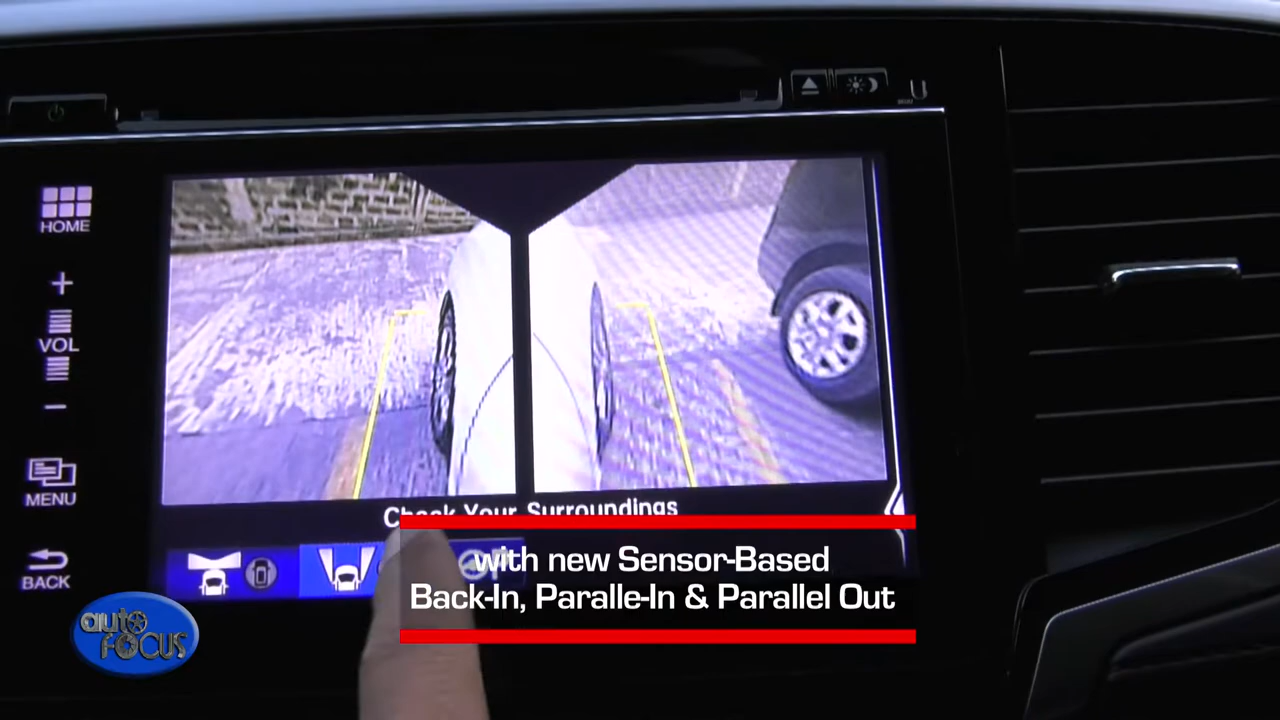 HOME
VOL
MENU
BACK
Check Your Surroundings
with new Sensor-Based
Back-In, Paralle-In & Parallel Out
auto
FOCUS